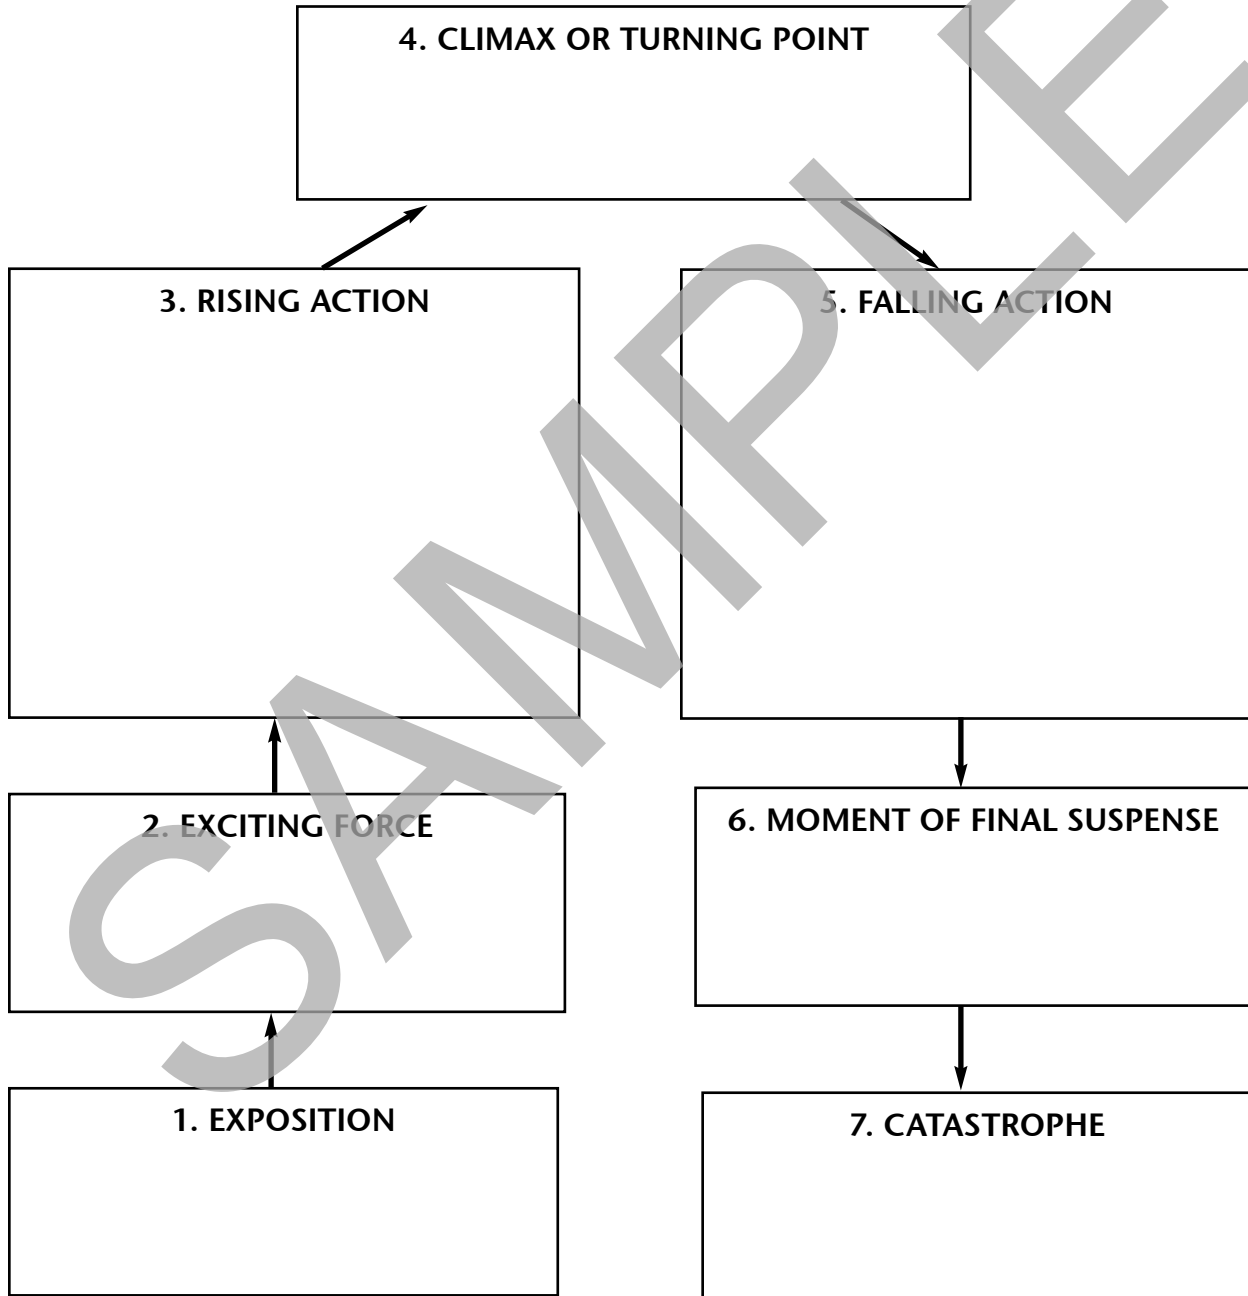 4. CLIMAX OR TURNING POINT
3. RISING ACTION
5. FALLING ACTION
2. EXCITING FORCE
6. MOMENT OF FINAL SUSPENSE
1. EXPOSITION
7. CATASTROPHE
SAMPLE